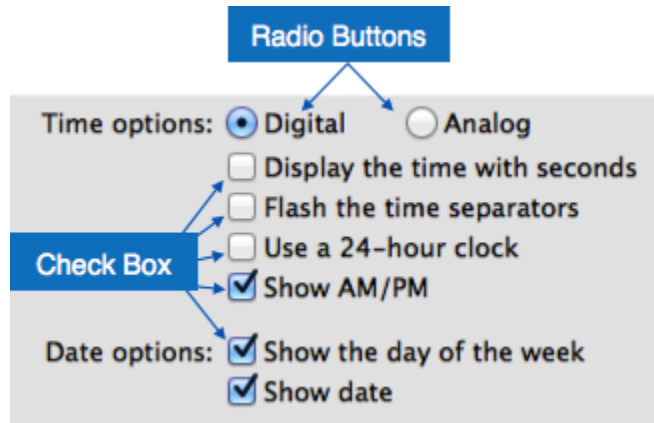 Radio Buttons
Time options: Digital Analog
Display the time with seconds
Flash the time separators
Use a 24-hour clock
Check Box
Show AM/PM
Date options: Show the day of the week
Show date